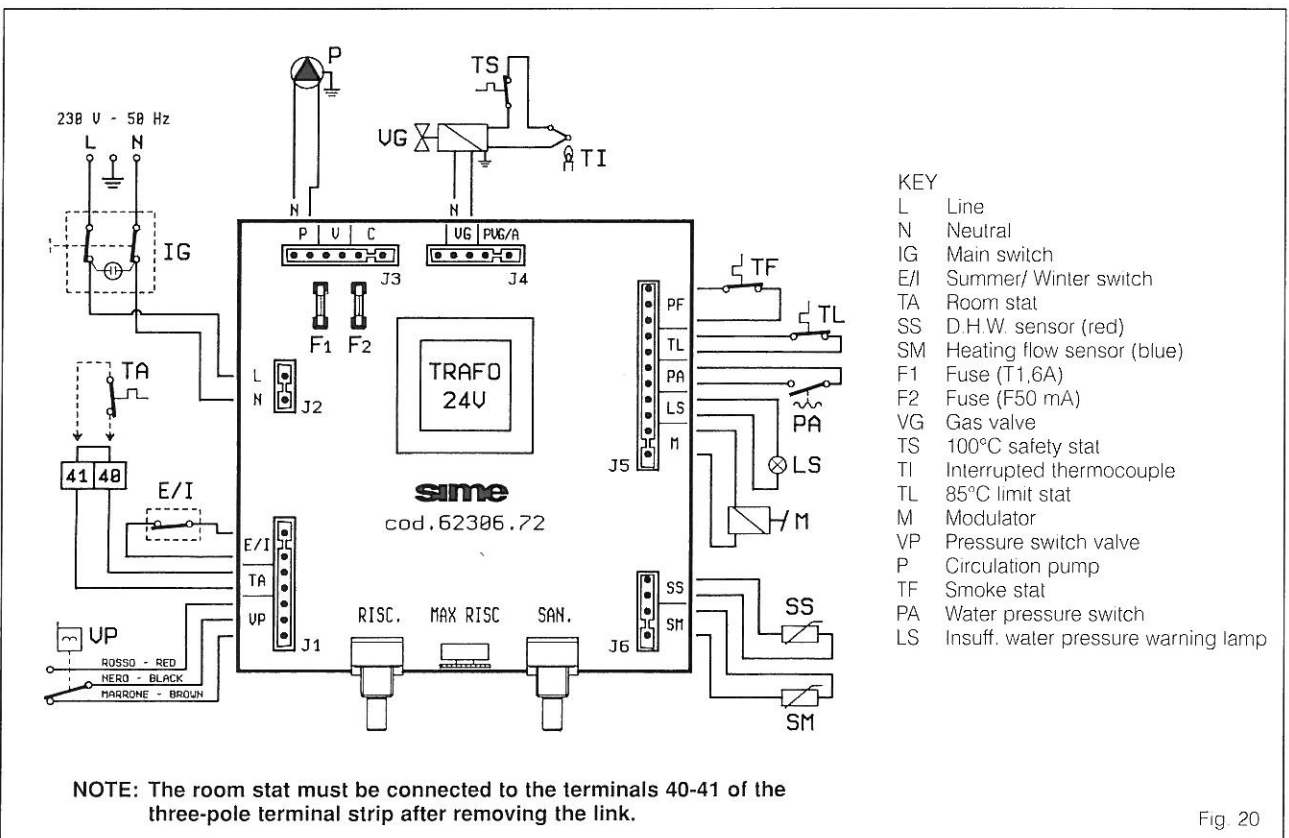 P
TS
230 V - 50 Hz
L N
VG
TI
IG
N
N
P V C
VG PVG/A
J3
J4
F1 F2
TF
PF
TL
TL
TA
L
N
J2
TRAFO
24V
PA
PA
LS
LS
M
J5
M
41 40
E/I
sime
cod.62306.72
E/I
TA
VP
J1
VP
ROSSO - RED
NERO - BLACK
MARRONE - BROWN
RISC. MAX RISC SAN.
SS
SM
J6
SS
SM
KEY
L Line
N Neutral
IG Main switch
E/I Summer/ Winter switch
TA Room stat
SS D.H.W. sensor (red)
SM Heating flow sensor (blue)
F1 Fuse (T1,6A)
F2 Fuse (F50 mA)
VG Gas valve
TS 100°C safety stat
TI Interrupted thermocouple
TL 85°C limit stat
M Modulator
VP Pressure switch valve
P Circulation pump
TF Smoke stat
PA Water pressure switch
LS Insuff. water pressure warning lamp
NOTE: The room stat must be connected to the terminals 40-41 of the
three-pole terminal strip after removing the link.
Fig. 20